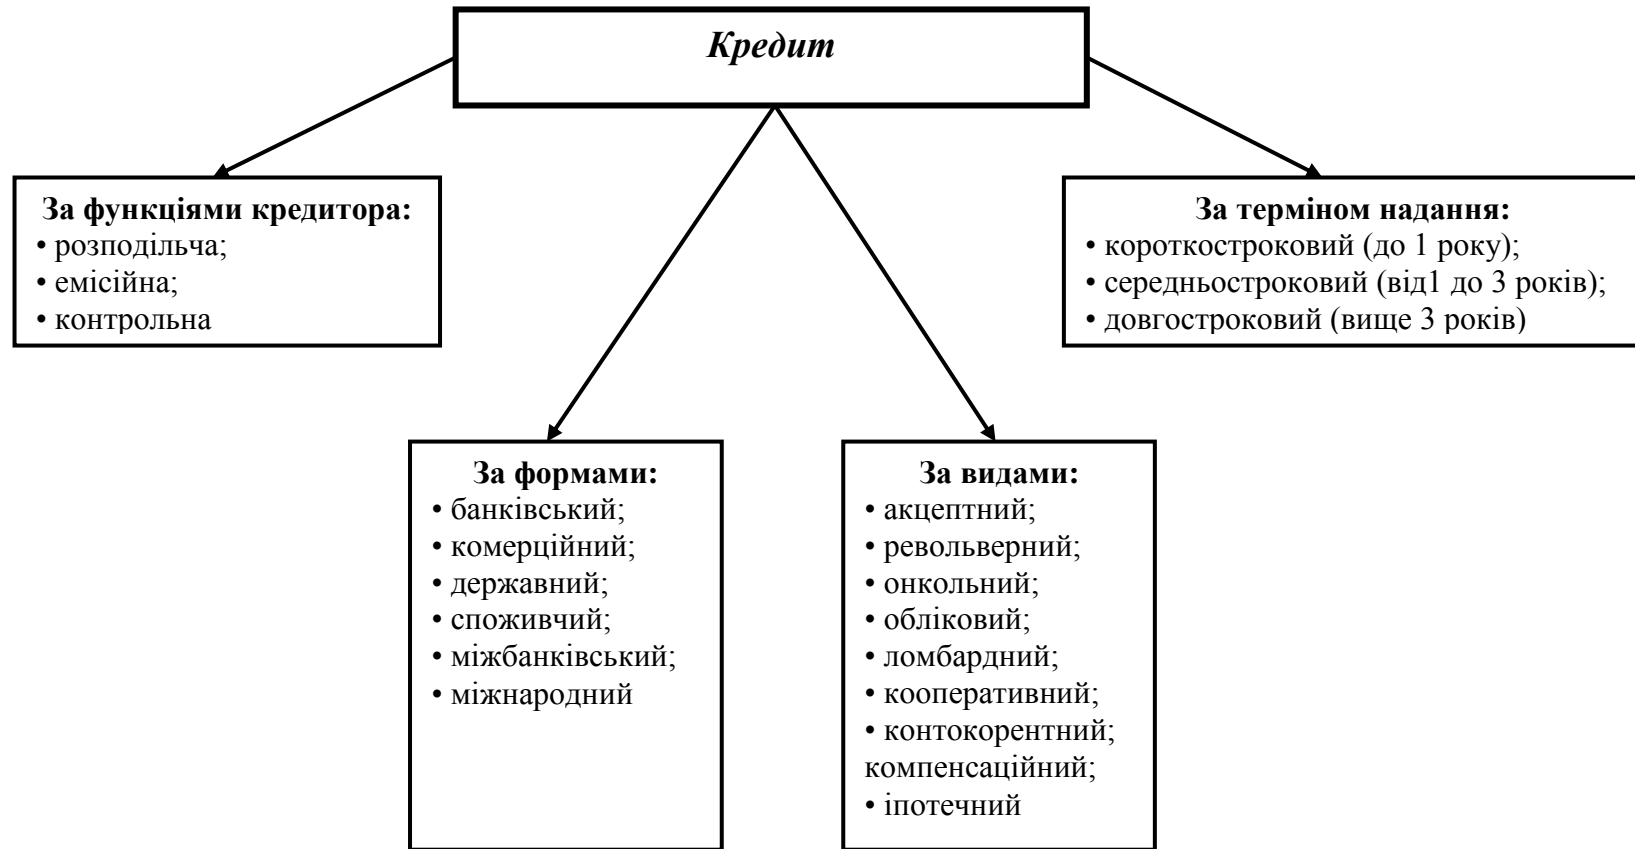 Кредит
За функціями кредитора:
• розподільча;
• емісійна;
• контрольна
За терміном надання:
• короткостроковий (до 1 року);
• середньостроковий (від1 до 3 років);
• довгостроковий (вище 3 років)
За формами:
• банківський;
• комерційний;
• державний;
• споживчий;
• міжбанківський;
• міжнародний
За видами:
• акцептний;
• револьверний;
• онкольний;
• обліковий;
• ломбардний;
• кооперативний;
• контокорентний;
компенсаційний;
• іпотечний